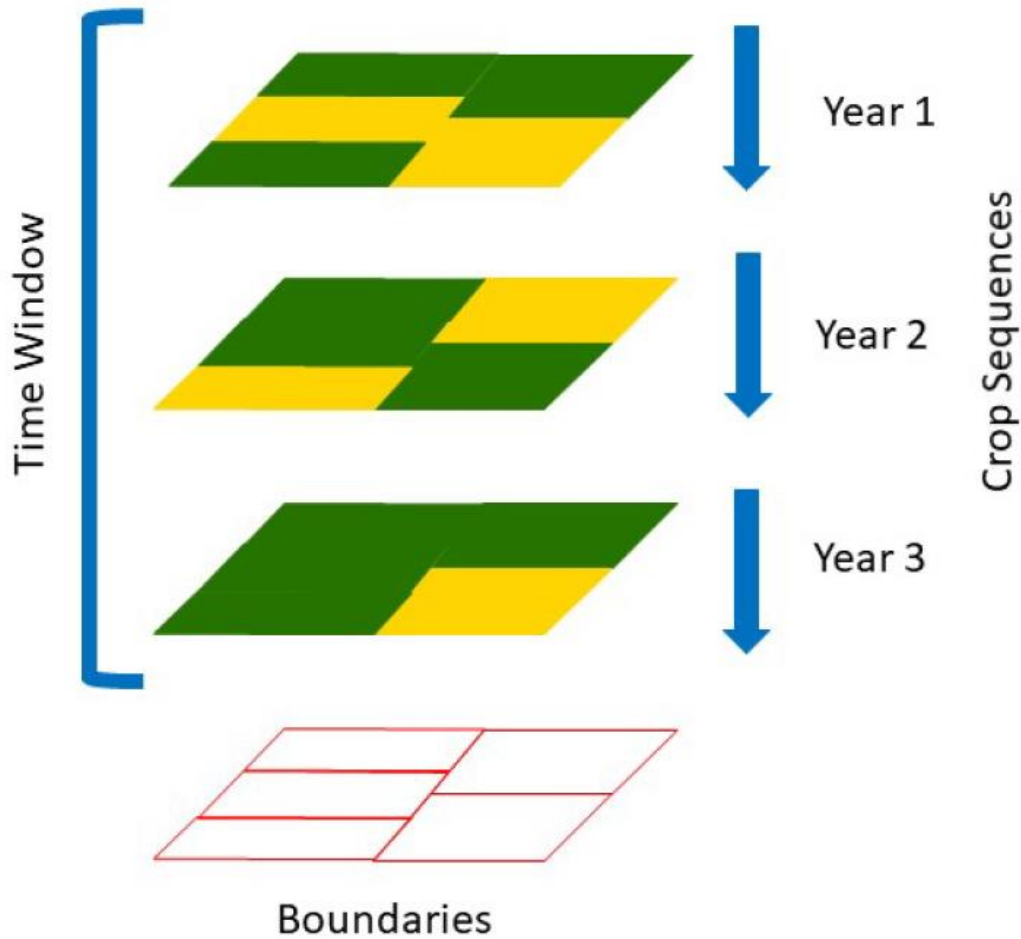 Time Window
Year 1
Year 2
Year 3
Crop Sequences
Boundaries